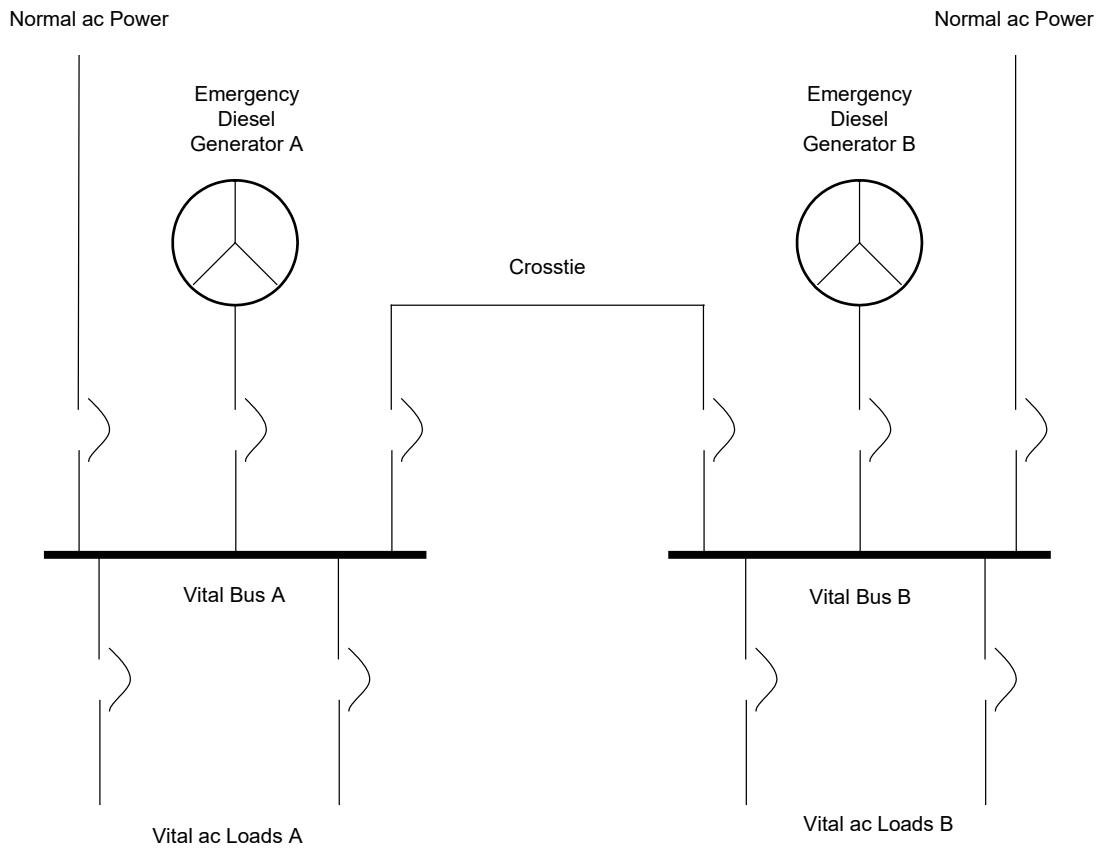 Normal ac Power
Normal ac Power
Emergency
Diesel
Generator A
Emergency
Diesel
Generator B
Crosstie
Vital Bus A
Vital Bus B
Vital ac Loads A
Vital ac Loads B